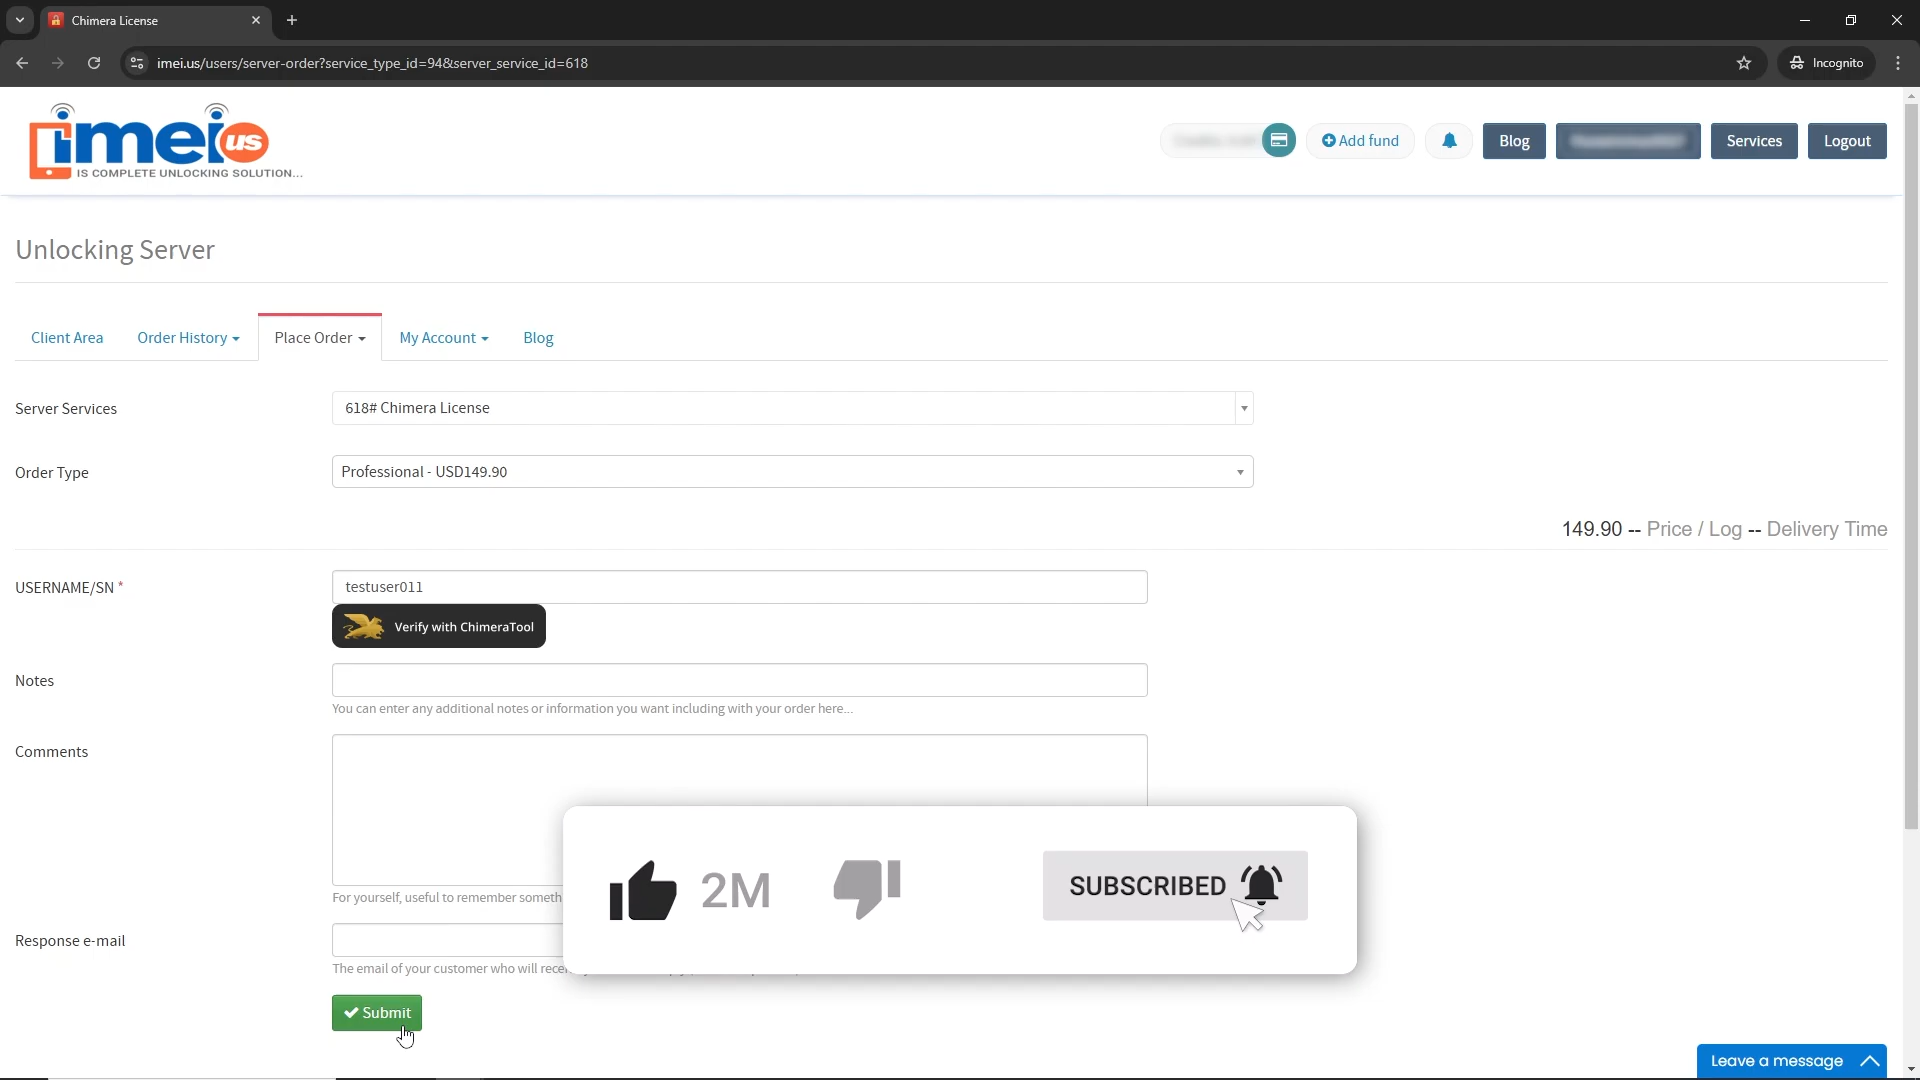 Chimera License
imei.us/users/server-order?service_type_id=94&server_service_id=618
Incognito
imei us
IS COMPLETE UNLOCKING SOLUTION...
Add fund
Blog
Services
Logout
Unlocking Server
Client Area
Order History
Place Order
My Account
Blog
Server Services
618# Chimera License
Order Type
Professional - USD149.90
149.90 -- Price / Log -- Delivery Time
USERNAME/SN *
testuser011
Verify with ChimeraTool
Notes
You can enter any additional notes or information you want including with your order here...
Comments
For yourself, useful to remember
2M
SUBSCRIBED
Response e-mail
The email of your customer who will
Submit
Leave a message